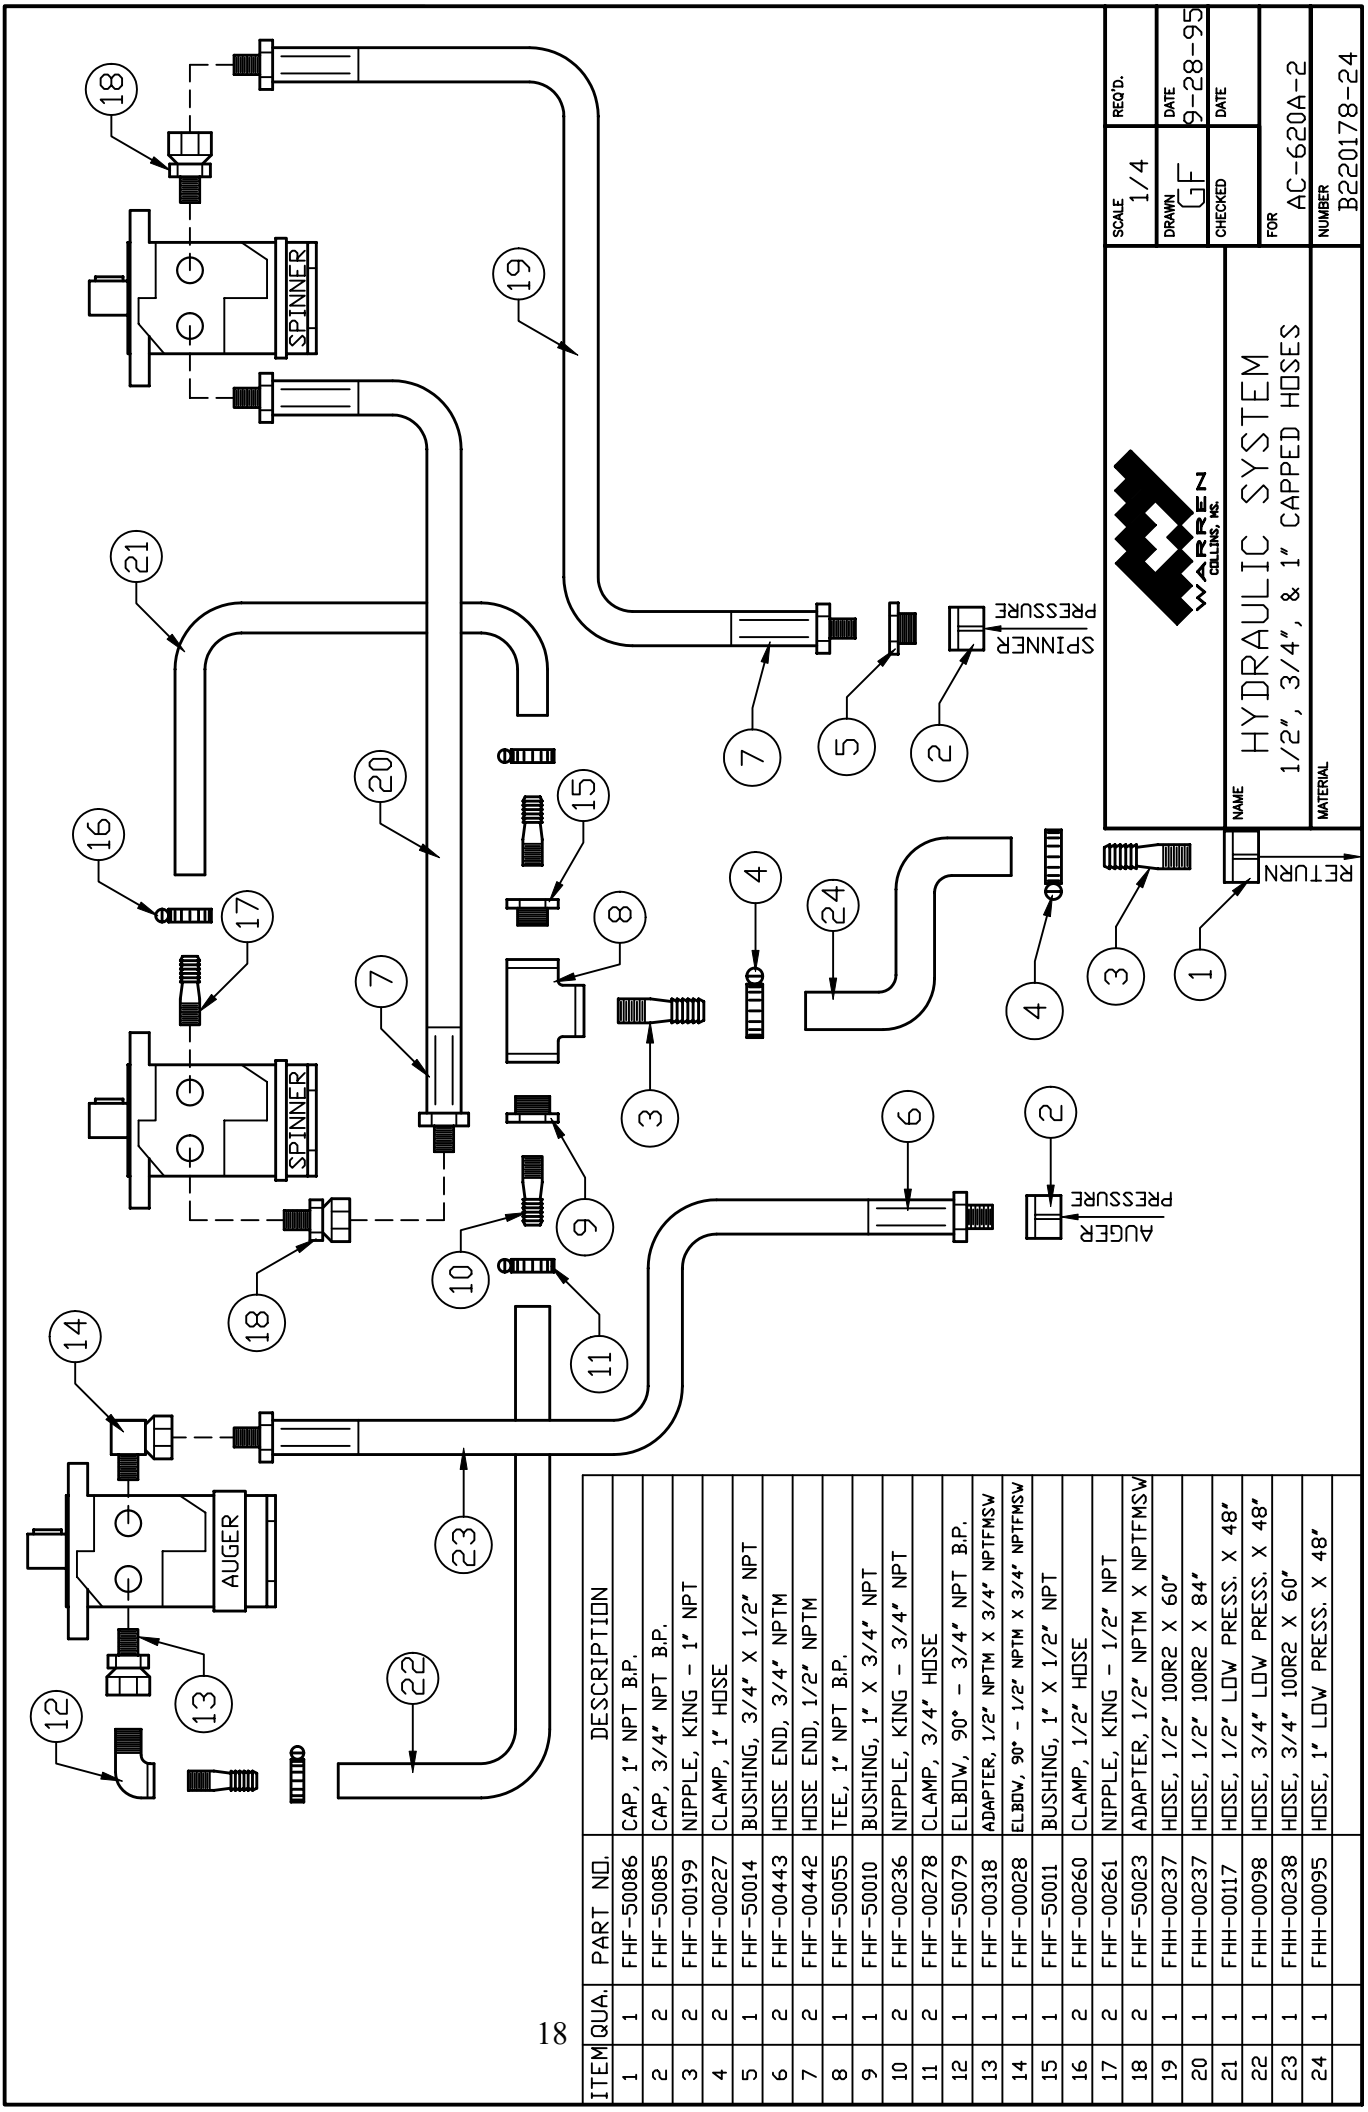 18
18
SPINNER
19
21
20
16
17
7
SPINNER
18
15
8
4
24
3
9
10
11
6
2
AUGER
PRESSURE
7
5
2
SPINNER
PRESSURE
4
3
1
RETURN
14
AUGER
12
13
22
23
ITEM QUA. PART NO. DESCRIPTION
1 1 FHF-50086 CAP, 1" NPT B.P.
2 2 FHF-50085 CAP, 3/4" NPT B.P.
3 2 FHF-00199 NIPPLE, KING - 1" NPT
4 2 FHF-00227 CLAMP, 1" HOSE
5 1 FHF-50014 BUSHING, 3/4" X 1/2" NPT
6 2 FHF-00443 HOSE END, 3/4" NPTM
7 2 FHF-00442 HOSE END, 1/2" NPTM
8 1 FHF-50055 TEE, 1" NPT B.P.
9 1 FHF-50010 BUSHING, 1" X 3/4" NPT
10 2 FHF-00236 NIPPLE, KING - 3/4" NPT
11 2 FHF-00278 CLAMP, 3/4" HOSE
12 1 FHF-50079 ELBOW, 90° - 3/4" NPT B.P.
13 1 FHF-00318 ADAPTER, 1/2" NPTM X 3/4" NPTFMSW
14 1 FHF-00028 ELBOW, 90° - 1/2" NPTM X 3/4" NPTFMSW
15 1 FHF-50011 BUSHING, 1" X 1/2" NPT
16 2 FHF-00260 CLAMP, 1/2" HOSE
17 2 FHF-00261 NIPPLE, KING - 1/2" NPT
18 2 FHF-50023 ADAPTER, 1/2" NPTM X NPTFMSW
19 1 FHH-00237 HOSE, 1/2" 100R2 X 60"
20 1 FHH-00237 HOSE, 1/2" 100R2 X 84"
21 1 FHH-00117 HOSE, 1/2" LOW PRESS. X 48"
22 1 FHH-00098 HOSE, 3/4" LOW PRESS. X 48"
23 1 FHH-00238 HOSE, 3/4" 100R2 X 60"
24 1 FHH-00095 HOSE, 1" LOW PRESS. X 48"
WARREN
COLLINS, MS.
NAME
HYDRAULIC SYSTEM
1/2", 3/4", & 1" CAPPED HOSES
MATERIAL
SCALE 1/4
REQ'D.
DRAWN GF
DATE 9-28-95
CHECKED
DATE
FOR
AC-620A-2
NUMBER
B220178-24
18